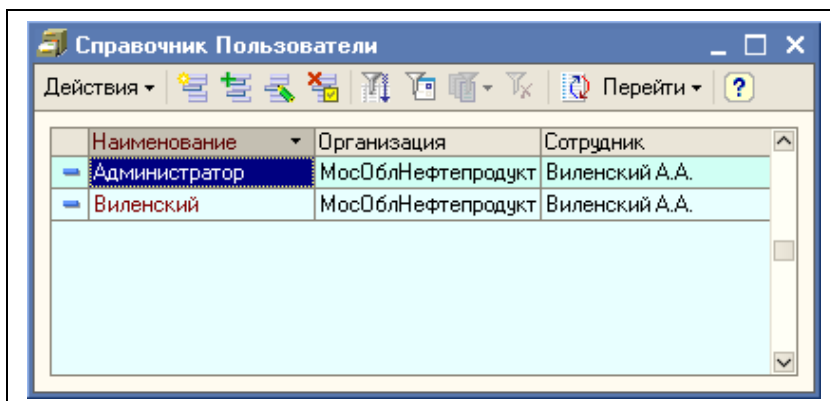 Справочник Пользователи
Действия Перейти ?
Наименование Организация Сотрудник
Администратор МосОблНефтепродукт Виленский А.А.
Виленский МосОблНефтепродукт Виленский А.А.